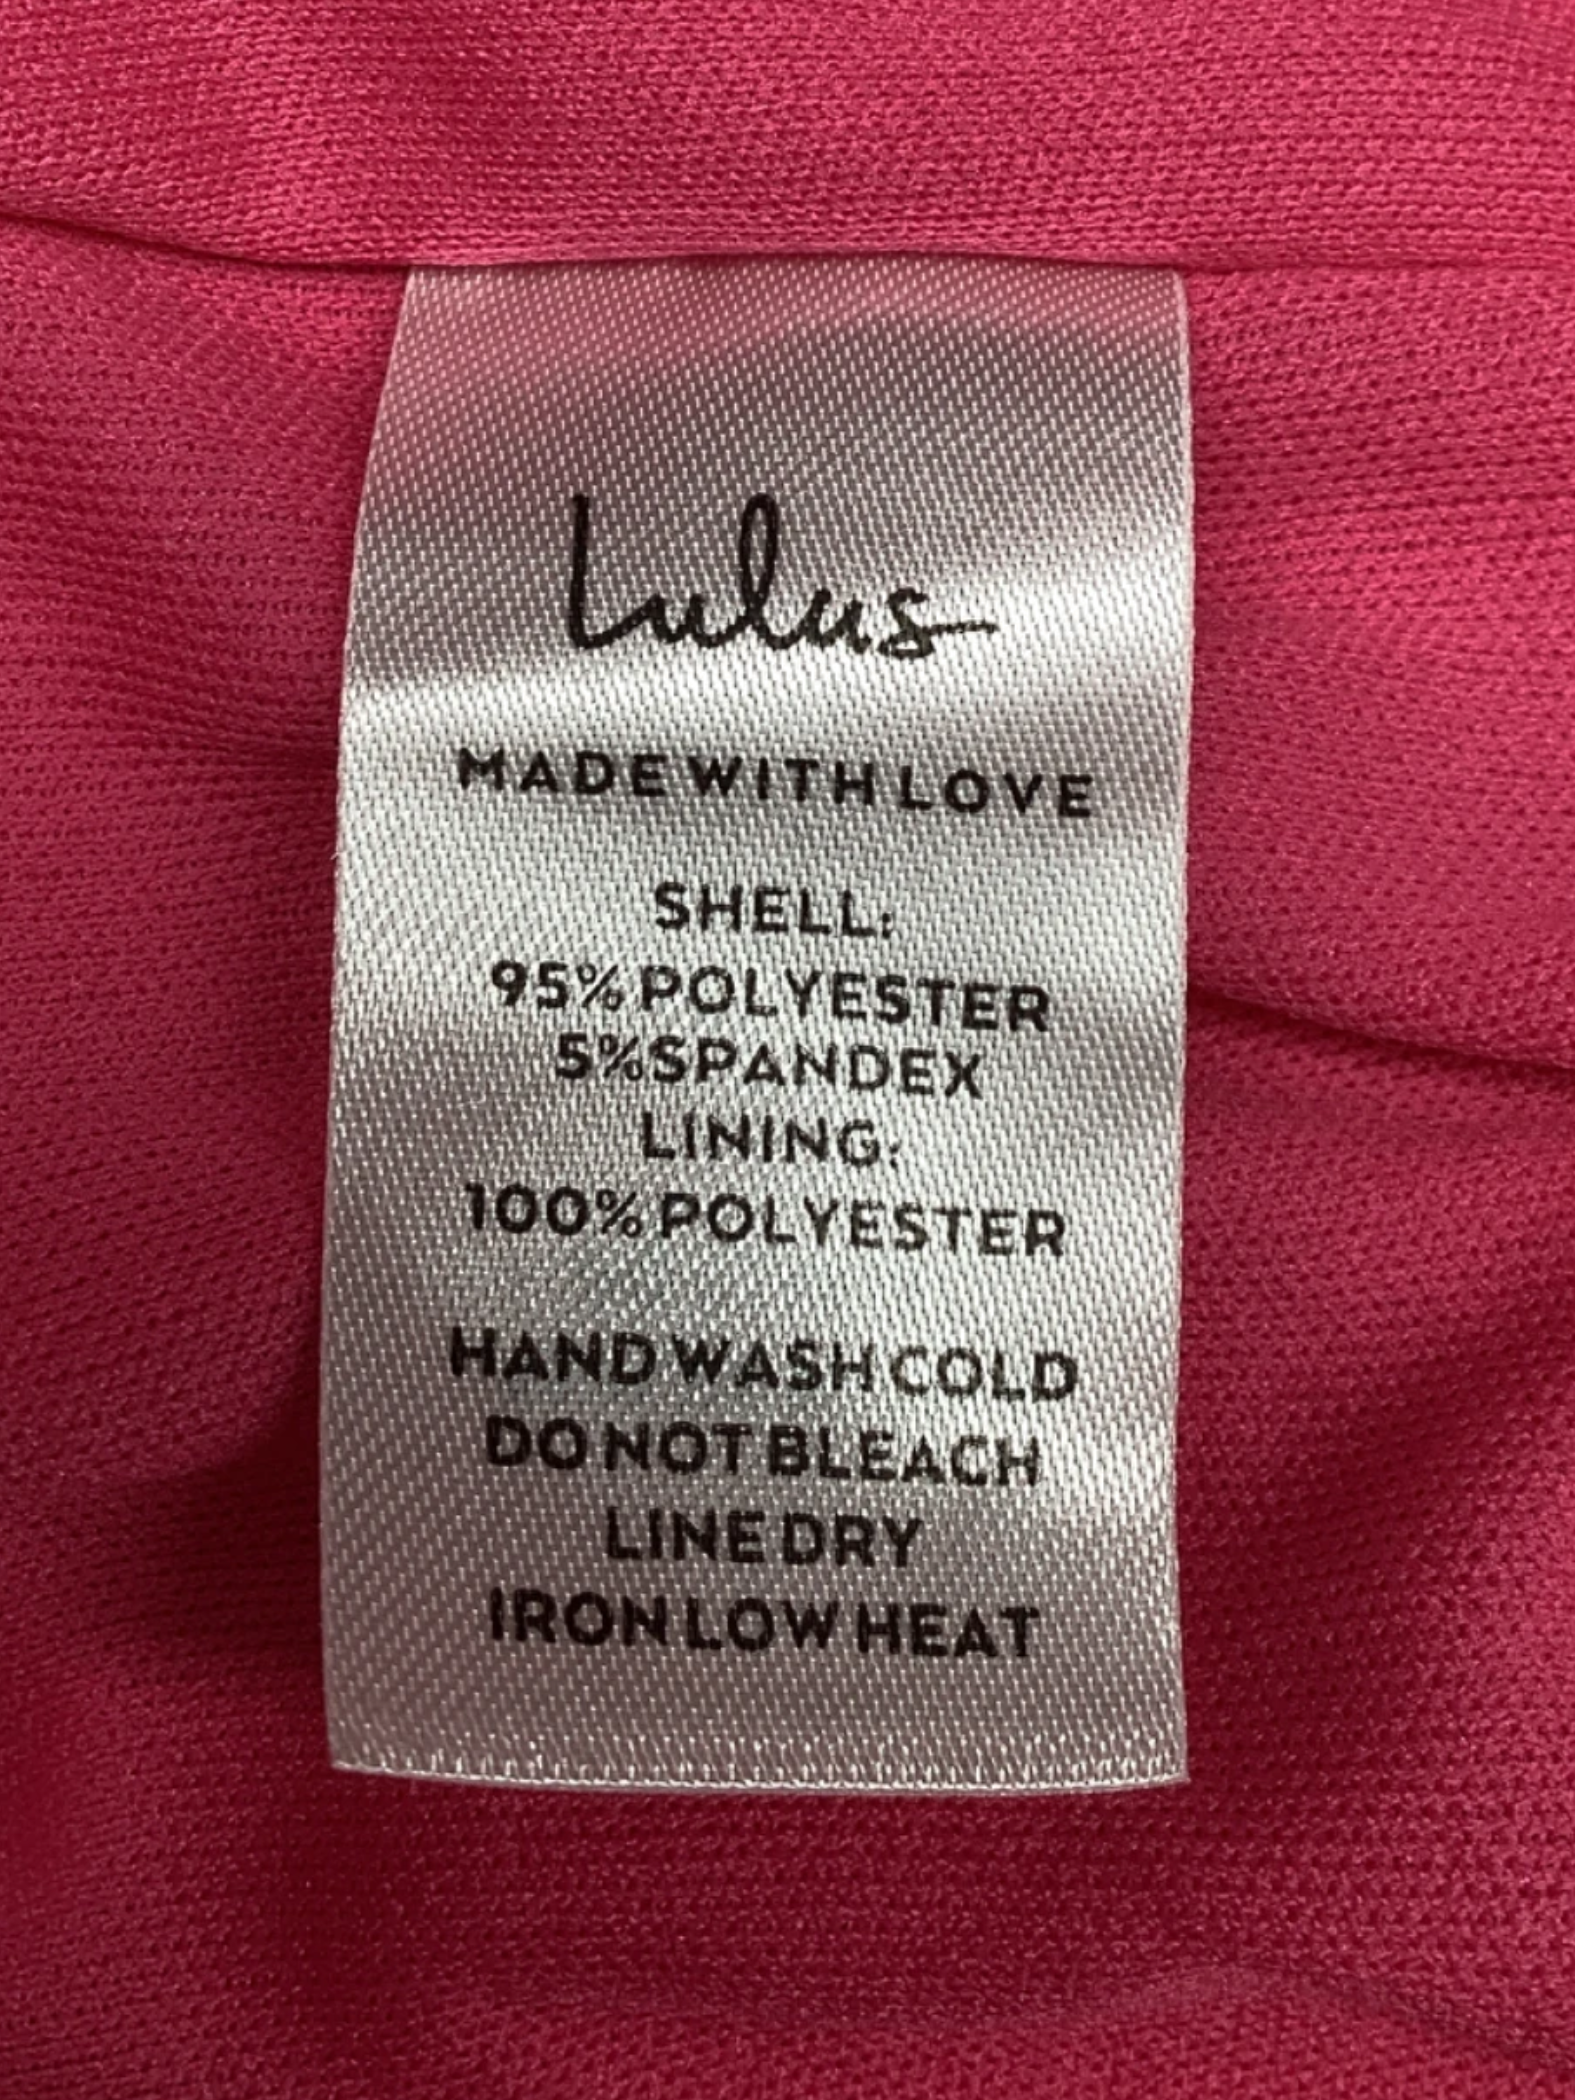 Lulus
MADE WITH LOVE
SHELL:
95% POLYESTER
5% SPANDEX
LINING:
100% POLYESTER
HAND WASH COLD
DO NOT BLEACH
LINE DRY
IRON LOW HEAT